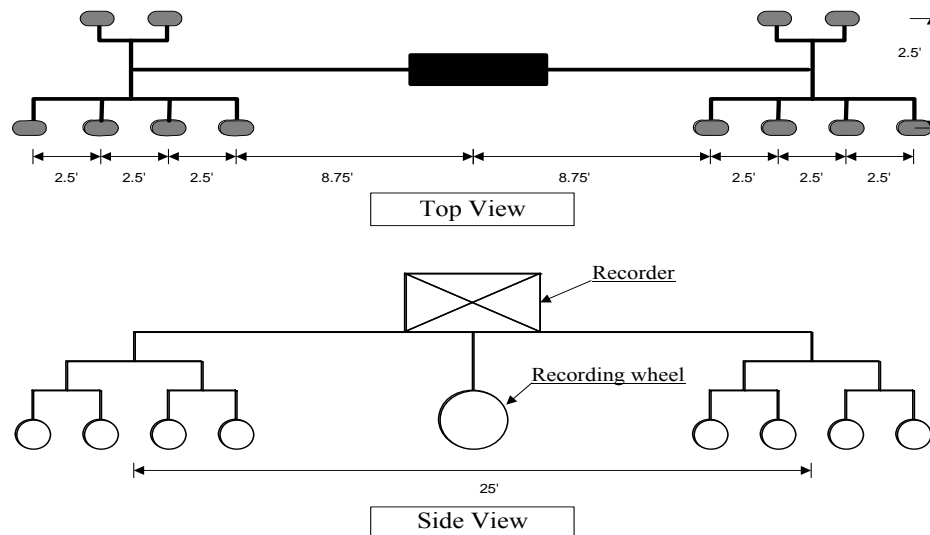 2.5'
2.5' 2.5' 2.5' 8.75' 8.75' 2.5' 2.5' 2.5'
Top View
Recorder
Recording wheel
25'
Side View